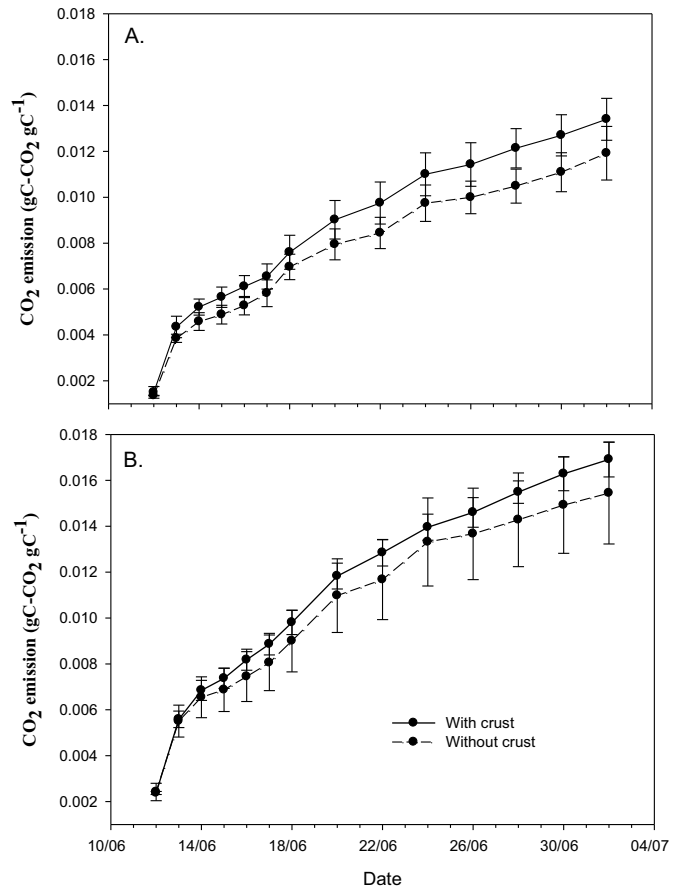 0.018
A.
0.016
0.014
0.012
0.010
0.008
0.006
0.004
0.002
CO2 emission (gC-CO2 gC-1)
0.018
B.
0.016
0.014
0.012
0.010
0.008
0.006
0.004
0.002
CO2 emission (gC-CO2 gC-1)
With crust
Without crust
10/06 14/06 18/06 22/06 26/06 30/06 04/07
Date